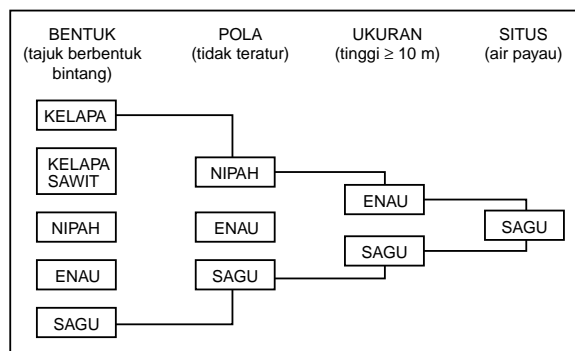 BENTUK
(tajuk berbentuk
bintang)
POLA
(tidak teratur)
UKURAN
(tinggi ≥ 10 m)
SITUS
(air payau)
KELAPA
KELAPA
SAWIT
NIPAH
ENAU
SAGU
NIPAH
ENAU
SAGU
ENAU
SAGU
SAGU